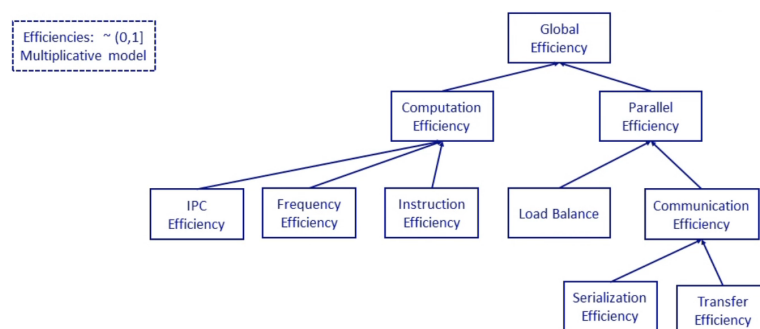 Efficiencies: ~ (0,1]
Multiplicative model
Global
Efficiency
Computation
Efficiency
Parallel
Efficiency
IPC
Efficiency
Frequency
Efficiency
Instruction
Efficiency
Load Balance
Communication
Efficiency
Serialization
Efficiency
Transfer
Efficiency